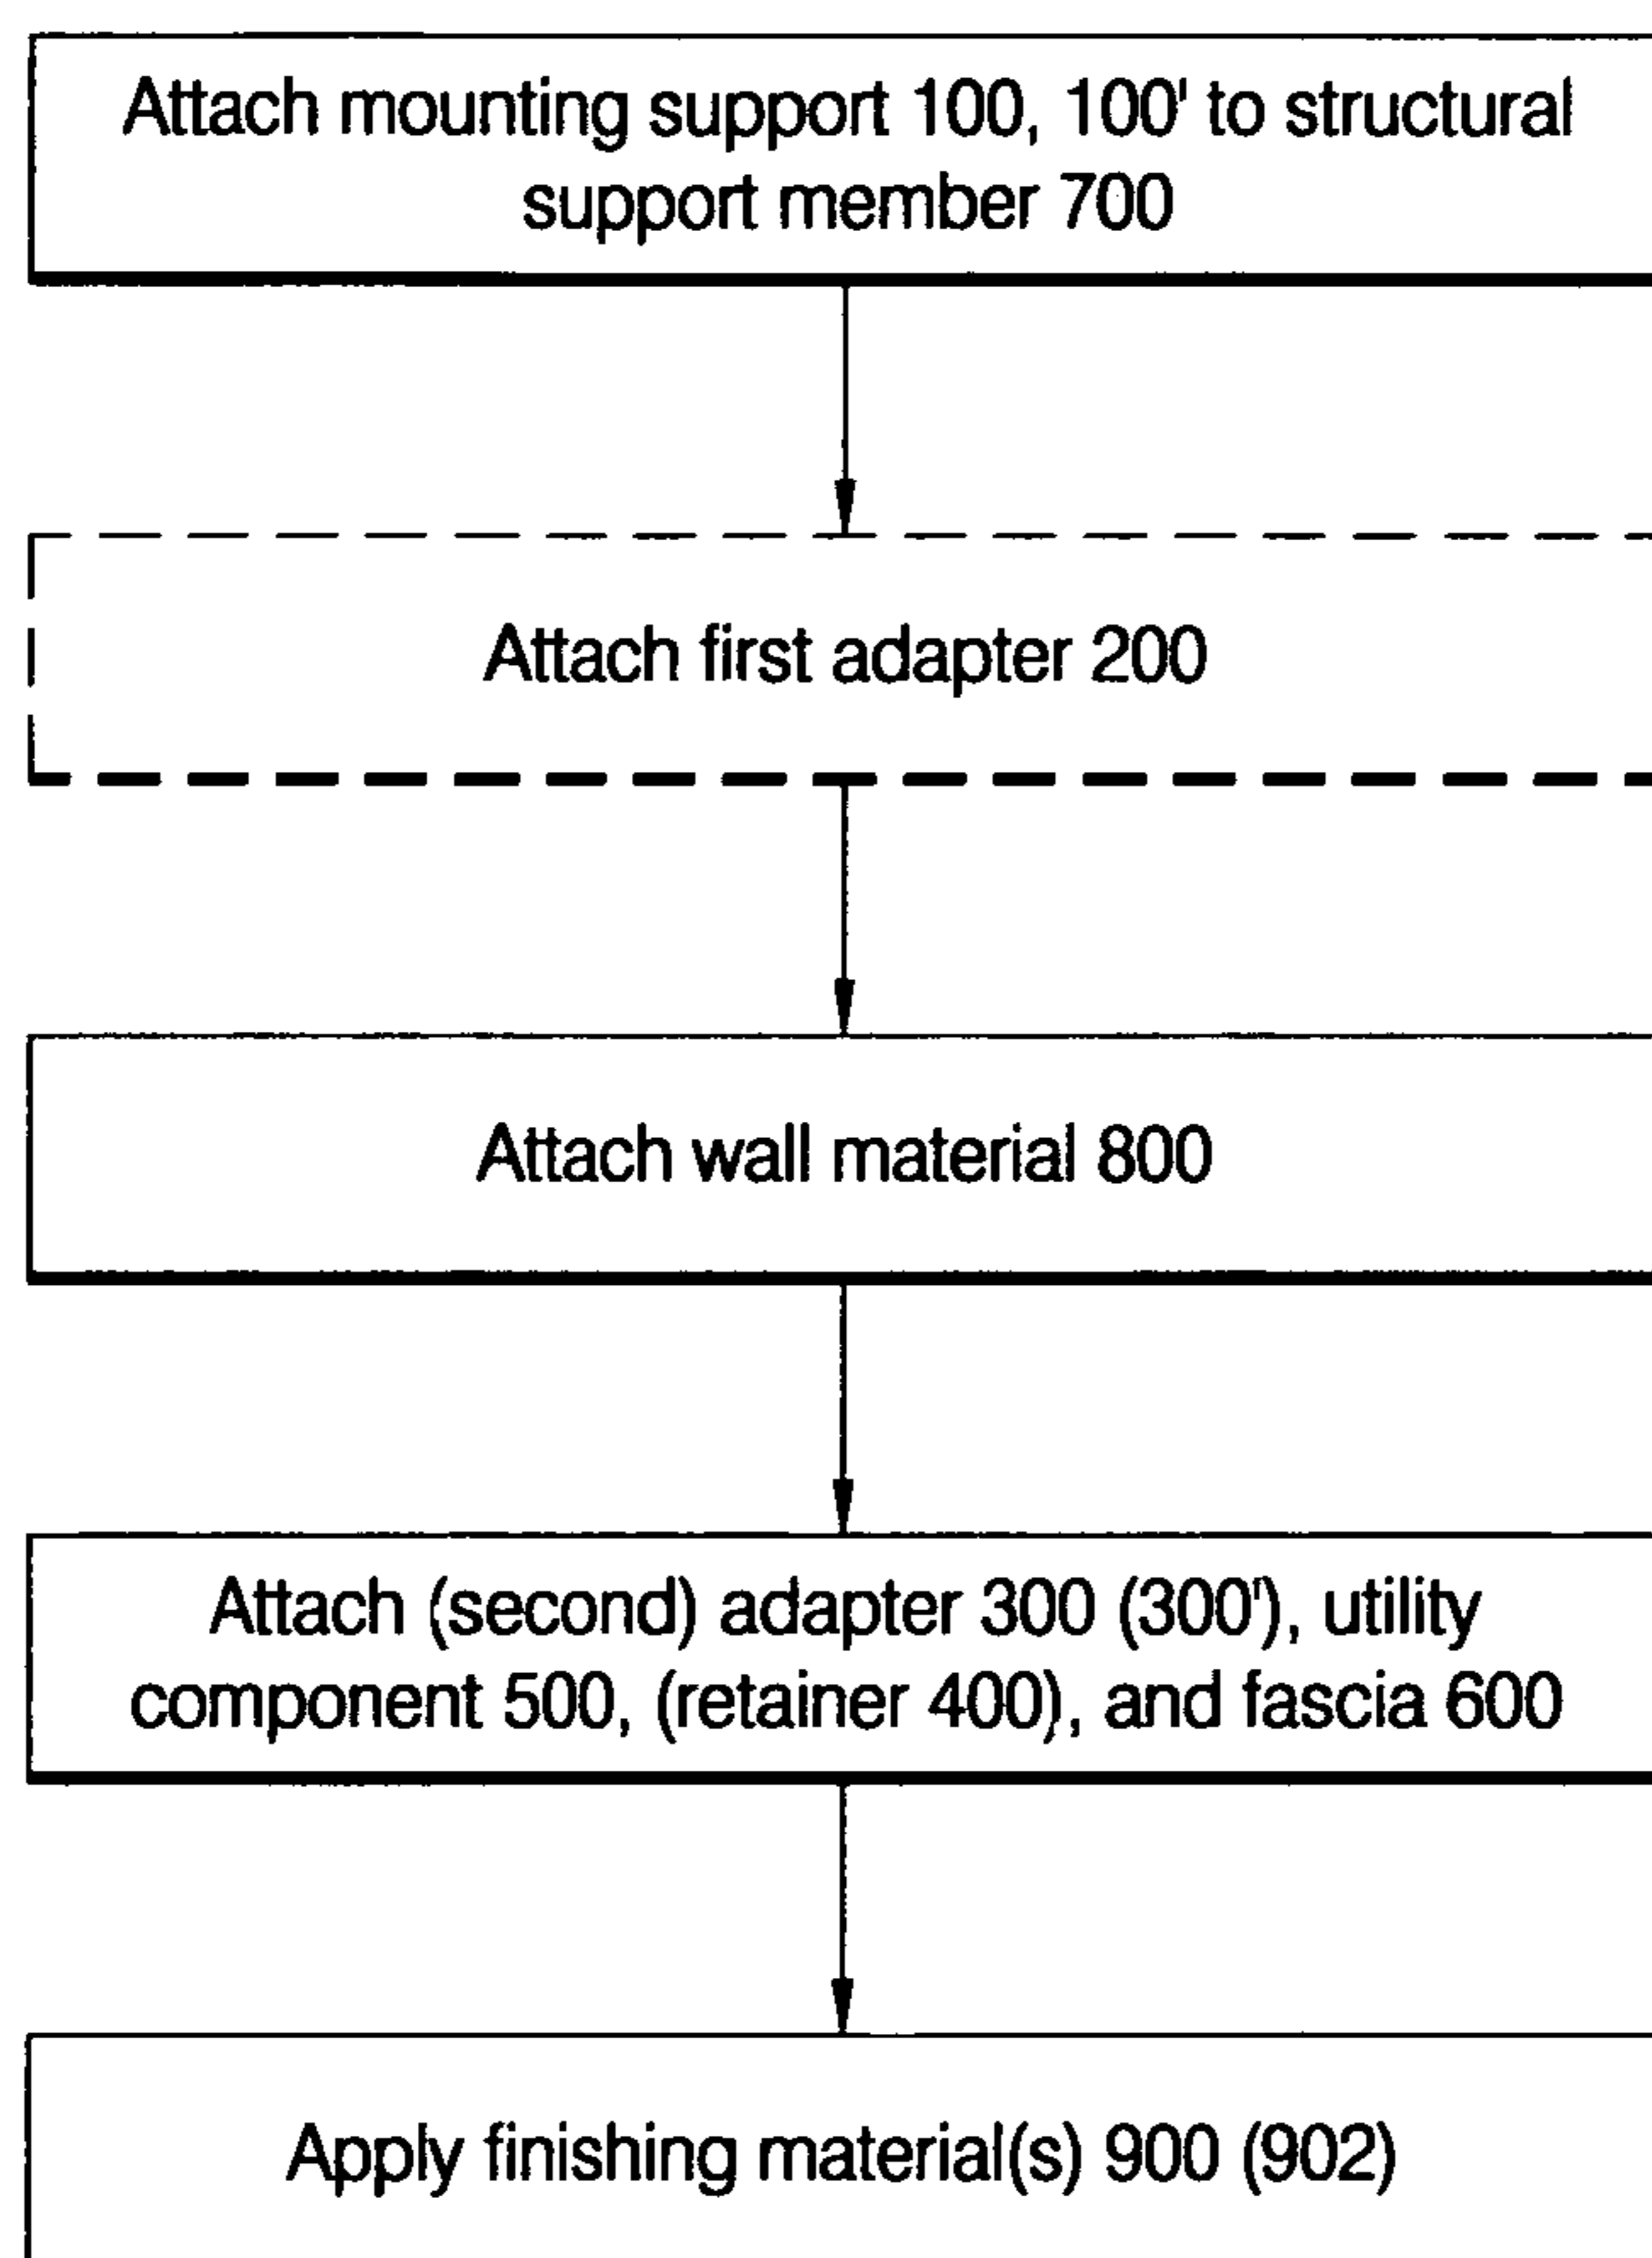 Attach mounting support 100, 100' to structural
support member 700
Attach first adapter 200
Attach wall material 800
Attach (second) adapter 300 (300'), utility
component 500, (retainer 400), and fascia 600
Apply finishing material(s) 900 (902)